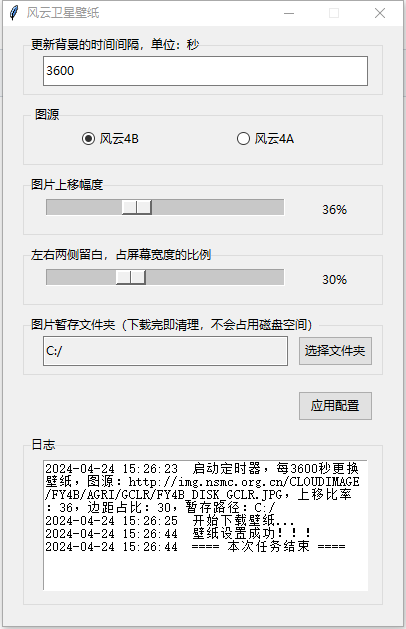 风云卫星壁纸
更新背景的时间间隔，单位：秒
3600
图源
风云4B 风云4A
图片上移幅度
36%
左右两侧留白，占屏幕宽度的比例
30%
图片暂存文件夹（下载完即清理，不会占用磁盘空间）
C:/ 选择文件夹
应用配置
日志
2024-04-24 15:26:23 启动定时器，每3600秒更换
壁纸，图源：http://img.nsmc.org.cn/CLOUDIMAGE
/FY4B/AGRI/GCLR/FY4B_DISK_GCLR.JPG，上移比率
：36，边距占比：30，暂存路径：C:/
2024-04-24 15:26:25 开始下载壁纸...
2024-04-24 15:26:44 壁纸设置成功！！！
2024-04-24 15:26:44 ==== 本次任务结束 ====